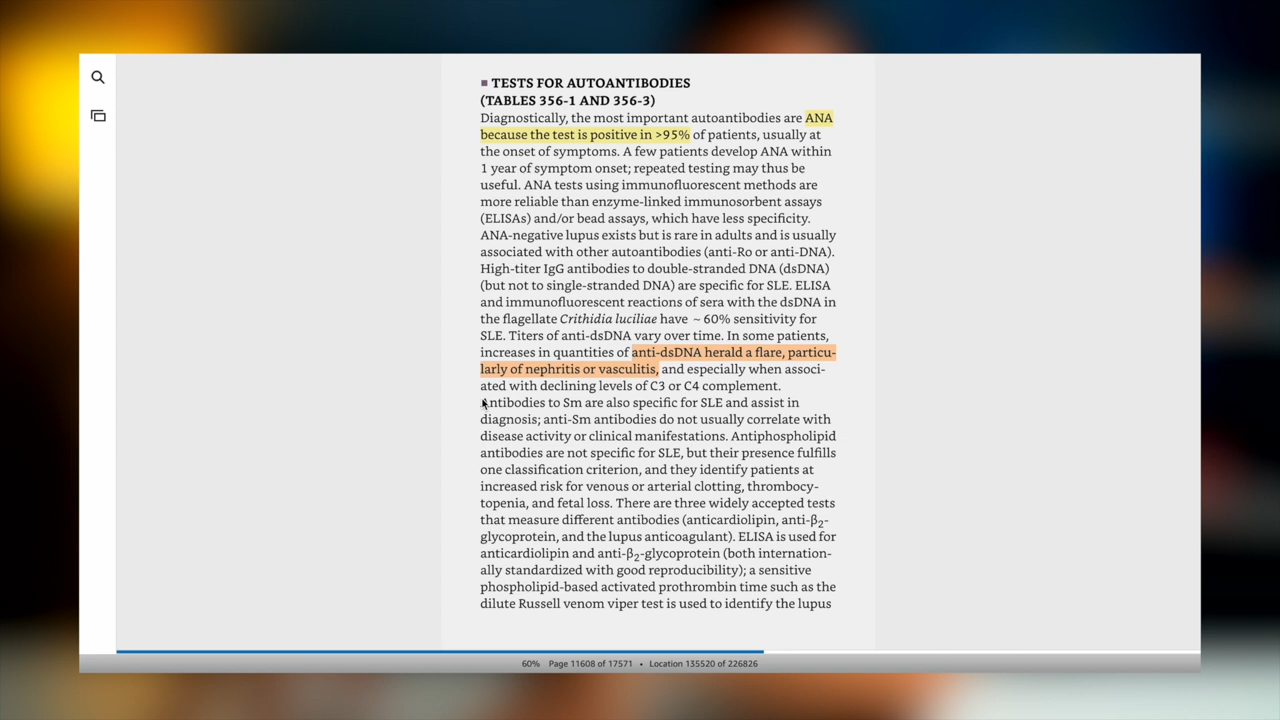 ■ TESTS FOR AUTOANTIBODIES
(TABLES 356-1 AND 356-3)
Diagnostically, the most important autoantibodies are ANA
because the test is positive in >95% of patients, usually at
the onset of symptoms. A few patients develop ANA within
1 year of symptom onset; repeated testing may thus be
useful. ANA tests using immunofluorescent methods are
more reliable than enzyme-linked immunosorbent assays
(ELISAs) and/or bead assays, which have less specificity.
ANA-negative lupus exists but is rare in adults and is usually
associated with other autoantibodies (anti-Ro or anti-DNA).
High-titer IgG antibodies to double-stranded DNA (dsDNA)
(but not to single-stranded DNA) are specific for SLE. ELISA
and immunofluorescent reactions of sera with the dsDNA in
the flagellate Crithidia luciliae have ~60% sensitivity for
SLE. Titers of anti-dsDNA vary over time. In some patients,
increases in quantities of anti-dsDNA herald a flare, particu-
larly of nephritis or vasculitis, and especially when associ-
ated with declining levels of C3 or C4 complement.
Antibodies to Sm are also specific for SLE and assist in
diagnosis; anti-Sm antibodies do not usually correlate with
disease activity or clinical manifestations. Antiphospholipid
antibodies are not specific for SLE, but their presence fulfills
one classification criterion, and they identify patients at
increased risk for venous or arterial clotting, thrombocy-
topenia, and fetal loss. There are three widely accepted tests
that measure different antibodies (anticardiolipin, anti-β₂-
glycoprotein, and the lupus anticoagulant). ELISA is used for
anticardiolipin and anti-β₂-glycoprotein (both internation-
ally standardized with good reproducibility); a sensitive
phospholipid-based activated prothrombin time such as the
dilute Russell venom viper test is used to identify the lupus
60% Page 11608 of 17571 • Location 135520 of 226826